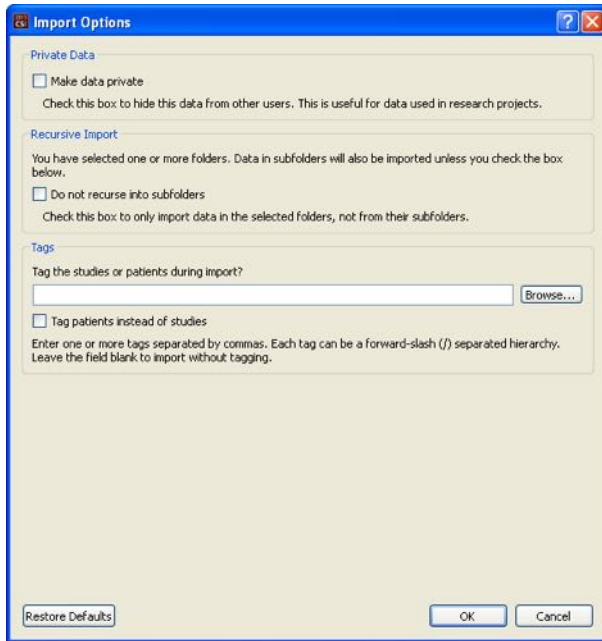 Import Options
Private Data
Make data private
Check this box to hide this data from other users. This is useful for data used in research projects.
Recursive Import
You have selected one or more folders. Data in subfolders will also be imported unless you check the box
below.
Do not recurse into subfolders
Check this box to only import data in the selected folders, not from their subfolders.
Tags
Tag the studies or patients during import?
Browse...
Tag patients instead of studies
Enter one or more tags separated by commas. Each tag can be a forward-slash (/) separated hierarchy.
Leave the field blank to import without tagging.
Restore Defaults
OK
Cancel